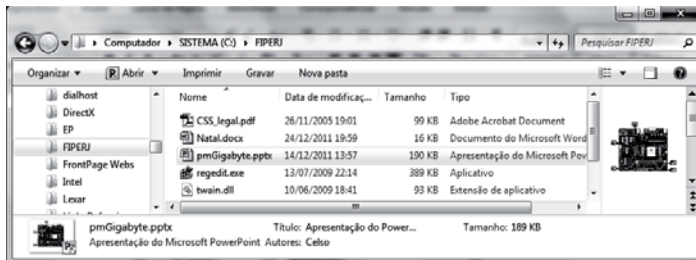 Computador ▸ SISTEMA (C:) ▸ FIPERJ
Pesquisar FIPERJ
Organizar Abrir Imprimir Gravar Nova pasta
dialhost
DirectX
EP
FIPERJ
FrontPage Webs
Intel
Lexar
Nome Data de modificaç... Tamanho Tipo
CSS_legal.pdf 26/11/2005 19:01 99 KB Adobe Acrobat Document
Natal.docx 24/12/2011 19:59 16 KB Documento do Microsoft Word
pmGigabyte.pptx 14/12/2011 13:57 190 KB Apresentação do Microsoft Pow
regedit.exe 13/07/2009 22:14 389 KB Aplicativo
twain.dll 10/06/2009 18:41 93 KB Extensão de aplicativo
pmGigabyte.pptx Título: Apresentação do Power... Tamanho: 189 KB
Apresentação do Microsoft PowerPoint Autores: Celso